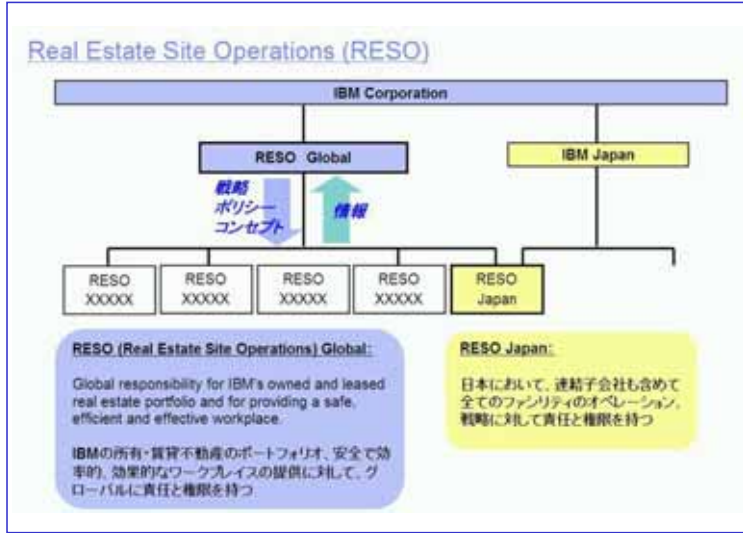 Real Estate Site Operations (RESO)
IBM Corporation
RESO Global
IBM Japan
戦略
ポリシー
コンセプト
情報
RESO
XXXXX
RESO
XXXXX
RESO
XXXXX
RESO
XXXXX
RESO
Japan
RESO (Real Estate Site Operations) Global:
Global responsibility for IBM's owned and leased
real estate portfolio and for providing a safe,
efficient and effective workplace.
IBMの所有・賃貸不動産のポートフォリオ、安全で効
率的、効果的なワークプレイスの提供に対して、グ
ローバルに責任と権限を持つ
RESO Japan:
日本において、連結子会社も含めて
全てのファシリティのオペレーション、
戦略に対して責任と権限を持つ